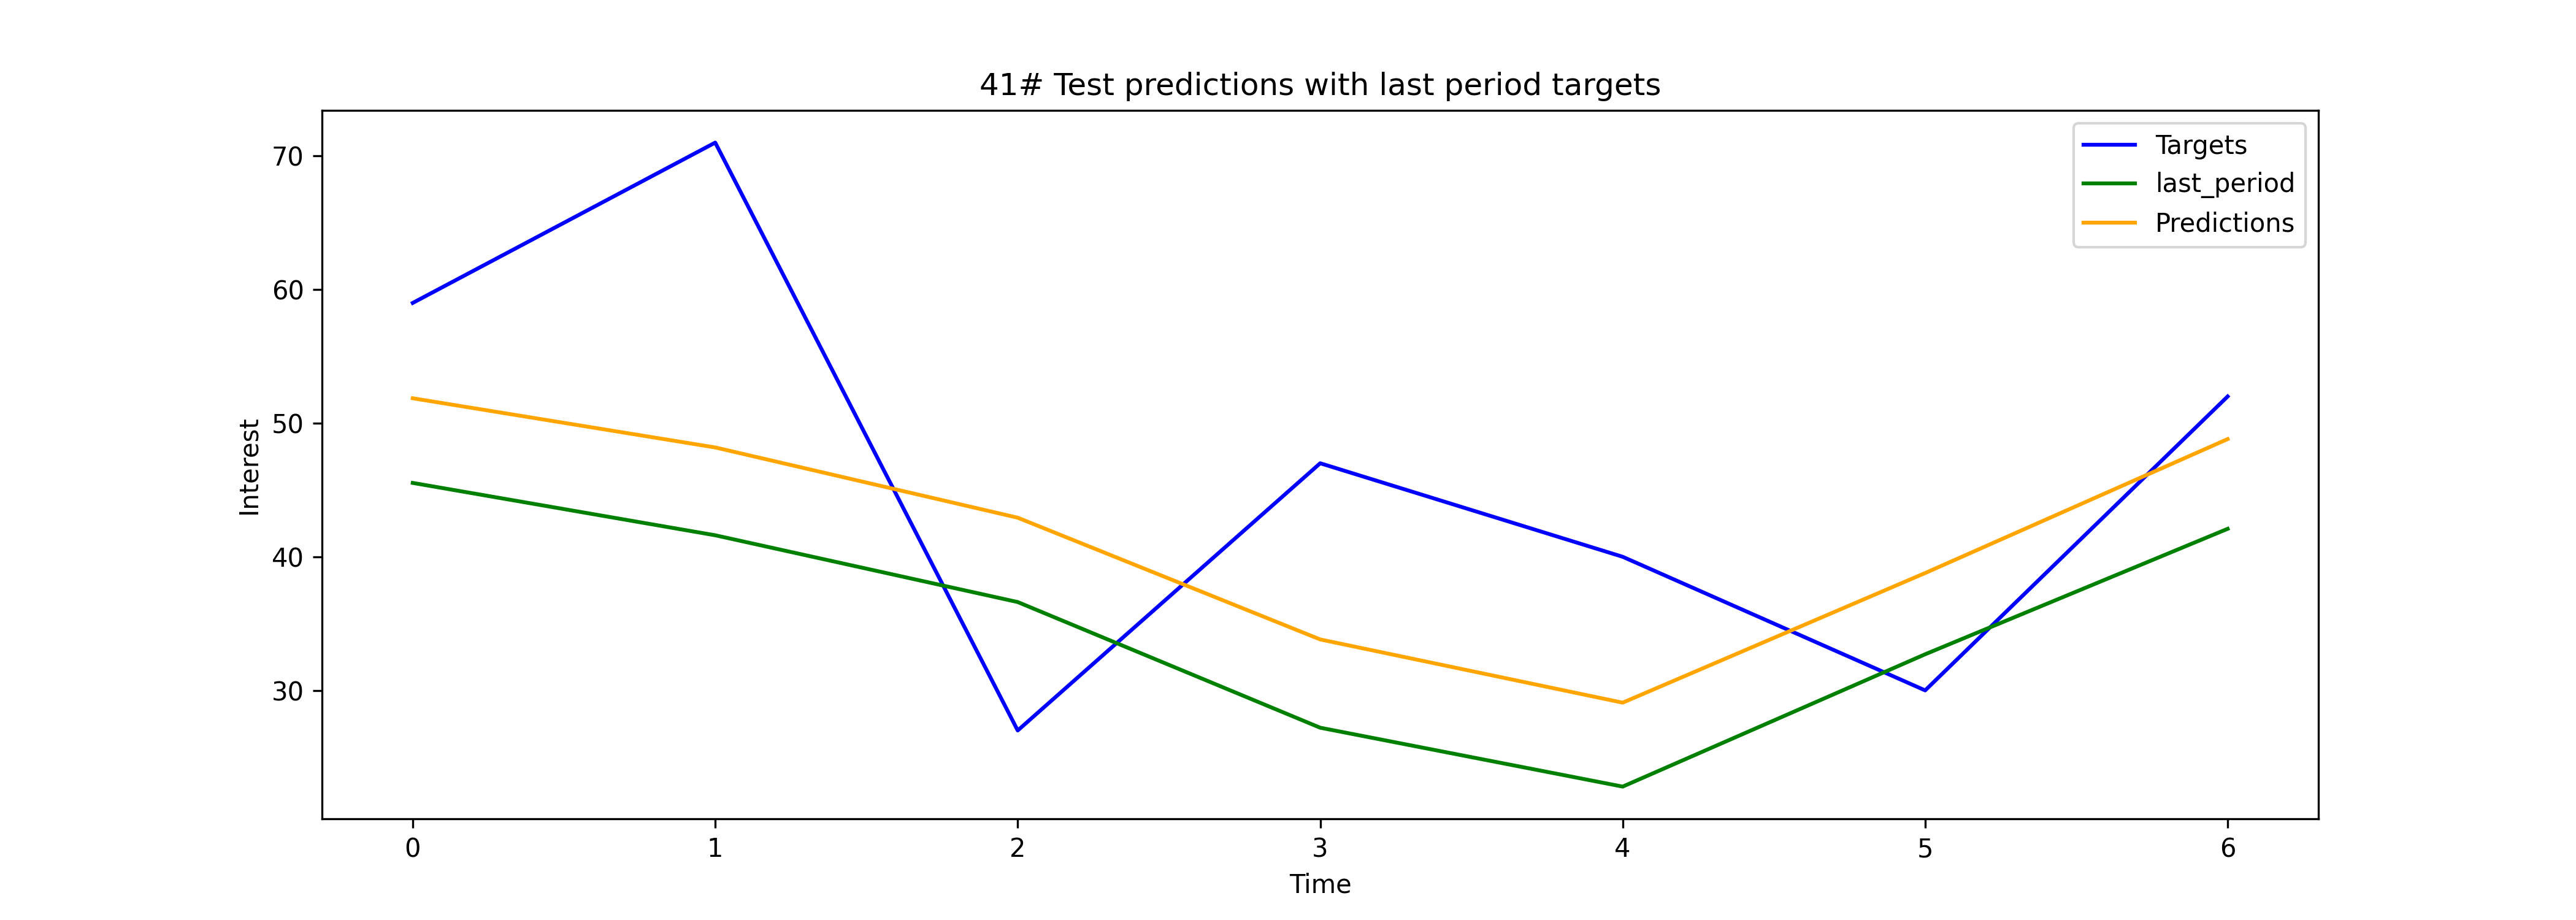 41# Test predictions with last period targets
Targets
last_period
Predictions
70
60
50
40
30
Interest
0 1 2 3 4 5 6
Time